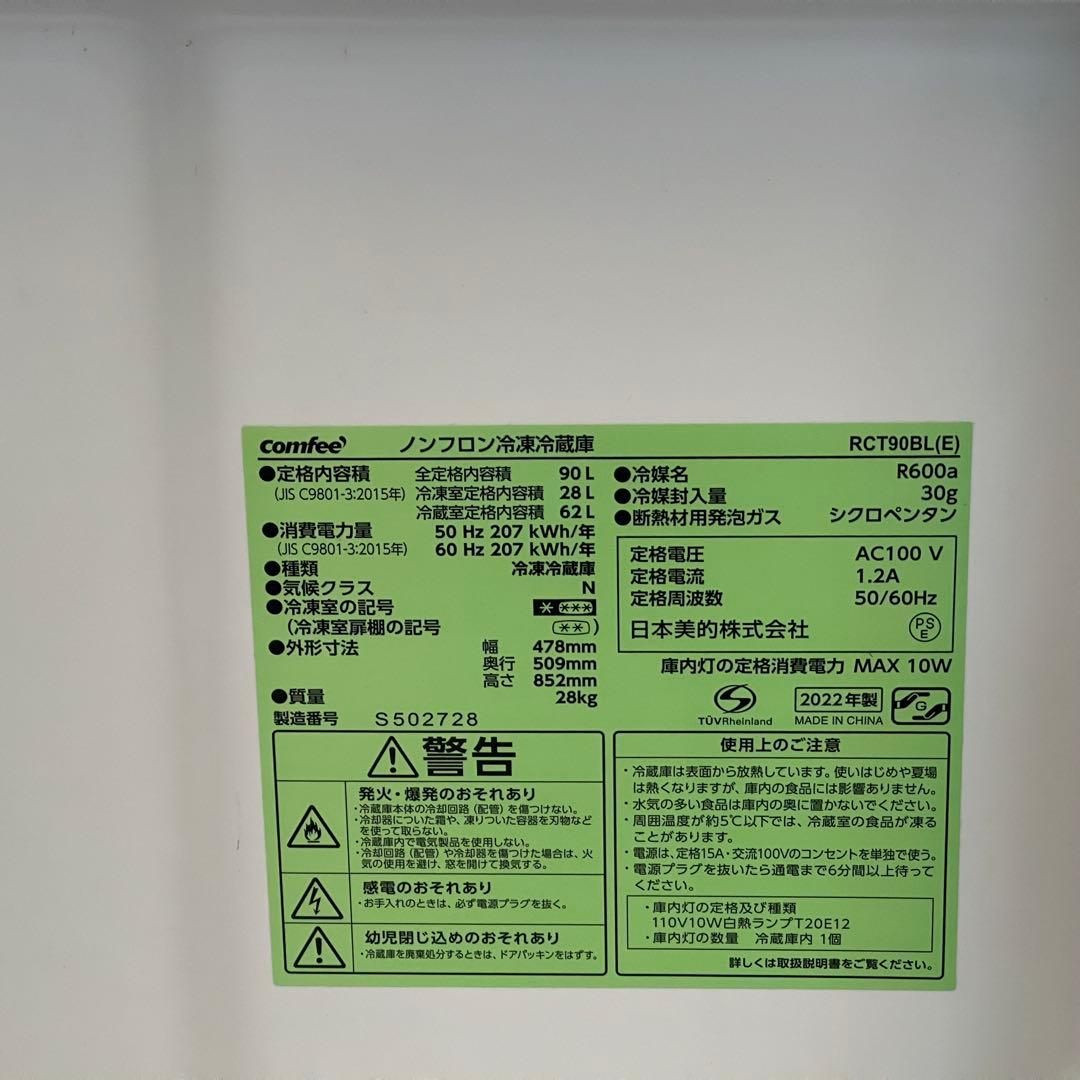 comfee' ノンフロン冷凍冷蔵庫 RCT90BL(E)
●定格内容積 全定格内容積 90 L
(JIS C9801-3:2015年) 冷凍室定格内容積 28 L
冷蔵室定格内容積 62 L
●消費電力量 50 Hz 207 kWh/年
(JIS C9801-3:2015年) 60 Hz 207 kWh/年
●種類 冷凍冷蔵庫
●気候クラス N
●冷凍室の記号 * ***
(冷凍室扉棚の記号 ** )
●外形寸法 幅 478mm
奥行 509mm
高さ 852mm
●質量 28kg
製造番号 S502728
●冷媒名 R600a
●冷媒封入量 30g
●断熱材用発泡ガス シクロペンタン
定格電圧 AC100 V
定格電流 1.2A
定格周波数 50/60Hz
日本美的株式会社 PSE
庫内灯の定格消費電力 MAX 10W
TÜVRheinland 2022年製 G
MADE IN CHINA
警告
発火・爆発のおそれあり
・冷蔵庫本体の冷却回路(配管)を傷つけない。
・冷却器についた霜や、凍りついた容器を刃物など
を使って取らない。
・冷蔵庫内で電気製品を使用しない。
・冷却回路(配管)や冷却器を傷つけた場合は、火
気の使用を避け、窓を開けて換気する。
感電のおそれあり
・お手入れのときは、必ず電源プラグを抜く。
幼児閉じ込めのおそれあり
・冷蔵庫を廃棄処分するときは、ドアパッキンをはずす。
使用上のご注意
・冷蔵庫は表面から放熱しています。使いはじめや夏場
は熱くなりますが、庫内の食品には影響ありません。
・水気の多い食品は庫内の奥に置かないでください。
・周囲温度が約5℃以下では、冷蔵室の食品が凍る
ことがあります。
・電源は、定格15A・交流100Vのコンセントを単独で使う。
・電源プラグを抜いたら通電まで6分間以上待って
ください。
・庫内灯の定格及び種類
110V10W白熱ランプT20E12
・庫内灯の数量 冷蔵庫内 1個
詳しくは取扱説明書をご覧ください。